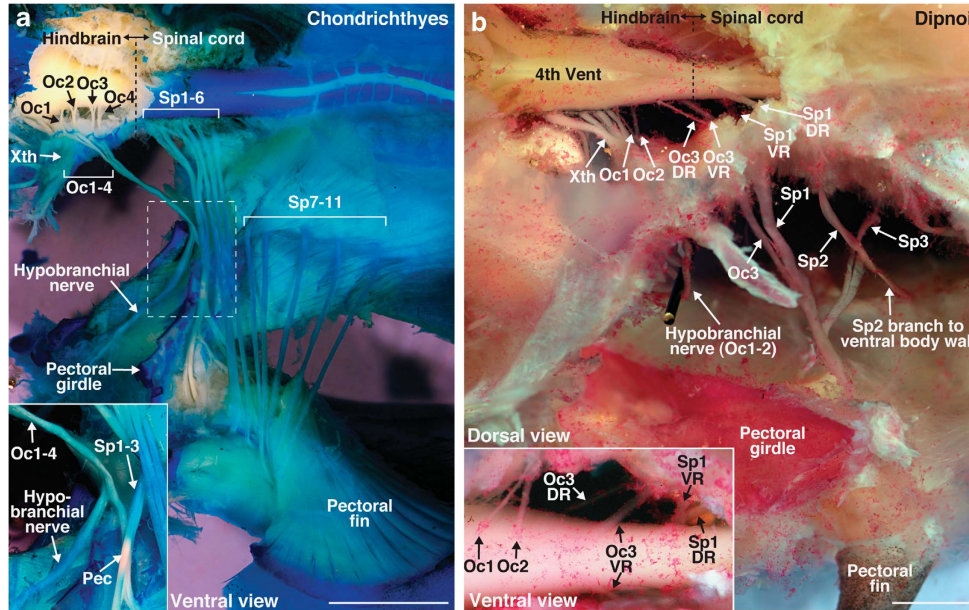 a
Chondrichthyes
Hindbrain
Spinal cord
Oc2
Oc3
Oc1
Oc4
Sp1-6
Xth
Oc1-4
Sp7-11
Hypobranchial
nerve
Pectoral
girdle
Oc1-4
Sp1-3
Hypo-
branchial
nerve
Pec
Pectoral
fin
Ventral view
b
Hindbrain
Spinal cord
Dipnoi
4th Vent
Sp1
DR
Sp1
VR
Xth
Oc1
Oc2
Oc3
DR
Oc3
VR
Sp1
Sp2
Sp3
Oc3
Hypobranchial
nerve (Oc1-2)
Sp2 branch to
ventral body wal
Dorsal view
Pectoral
girdle
Oc3
DR
Sp1
VR
Oc1
Oc2
Oc3
VR
Sp1
DR
Ventral view
Pectoral
fin